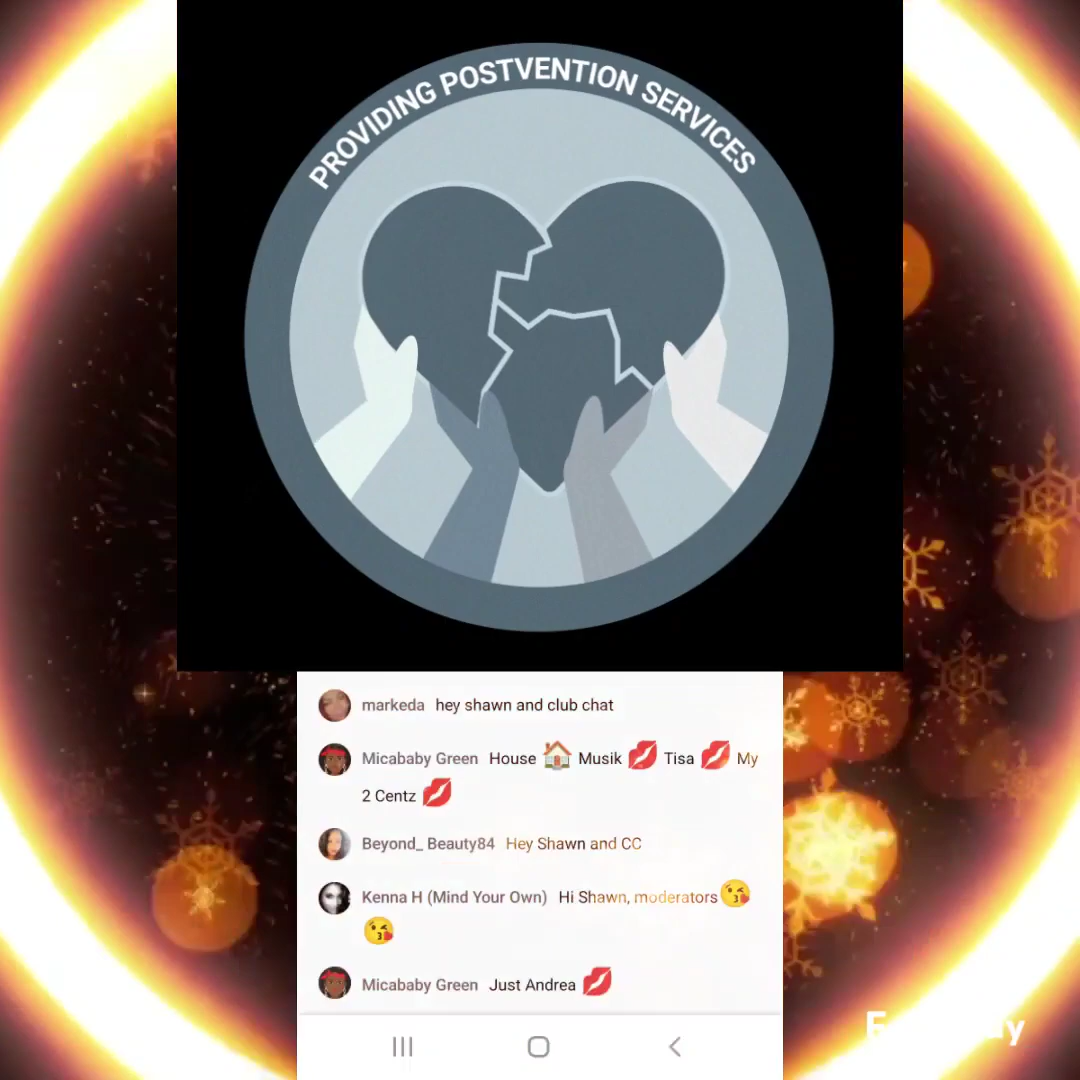 PROVIDING POSTVENTION SERVICES
markeda hey shawn and club chat
Micababy Green House 🏠 Musik 💋 Tisa 💋 My
2 Centz 💋
Beyond_ Beauty84 Hey Shawn and CC
Kenna H (Mind Your Own) Hi Shawn, moderators 😘
😘
Micababy Green Just Andrea 💋